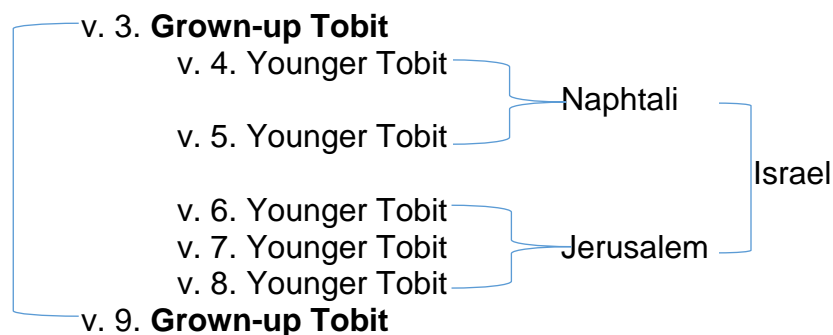 v. 3. Grown-up Tobit
v. 4. Younger Tobit
Naphtali
v. 5. Younger Tobit
Israel
v. 6. Younger Tobit
v. 7. Younger Tobit
Jerusalem
v. 8. Younger Tobit
v. 9. Grown-up Tobit